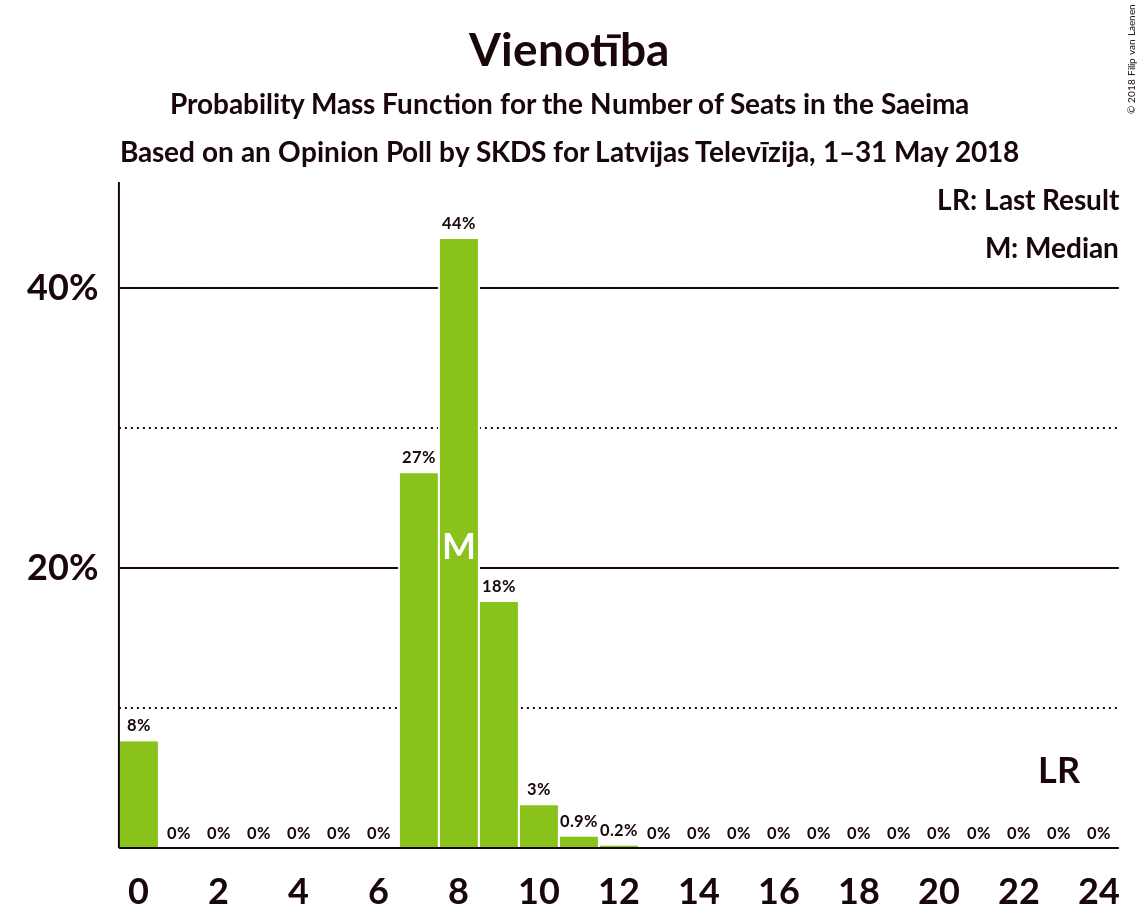 Vienotība
Probability Mass Function for the Number of Seats in the Saeima
Based on an Opinion Poll by SKDS for Latvijas Televīzija, 1–31 May 2018
© 2018 Filip van Laenen
LR: Last Result
M: Median
44%
40%
27%
M
20%
18%
8%
LR
3%
0.9%
0.2%
0% 0% 0% 0% 0% 0% 0% 0% 0% 0% 0% 0% 0% 0% 0% 0% 0% 0%
0 2 4 6 8 10 12 14 16 18 20 22 24